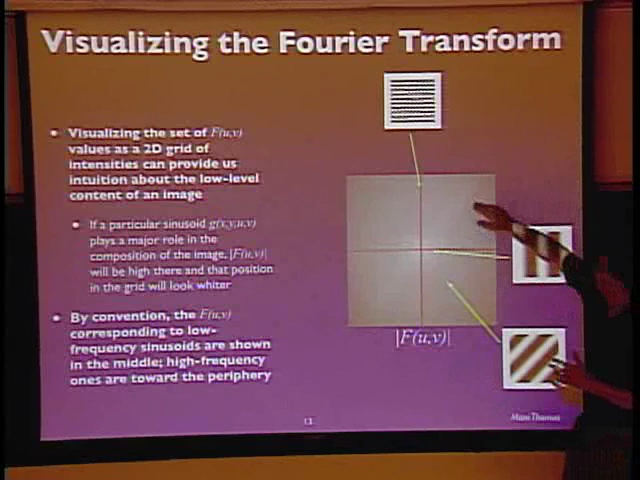 Visualizing the Fourier Transform
• Visualizing the set of F(u,v)
values as a 2D grid of
intensities can provide us
intuition about the low-level
content of an image
• If a particular sinusoid g(x,y;u,v)
plays a major role in the
composition of the image, |F(u,v)|
will be high there and that position
in the grid will look whiter
• By convention, the F(u,v)
corresponding to low-
frequency sinusoids are shown
in the middle; high-frequency
ones are toward the periphery
|F(u,v)|
Mani Thomas